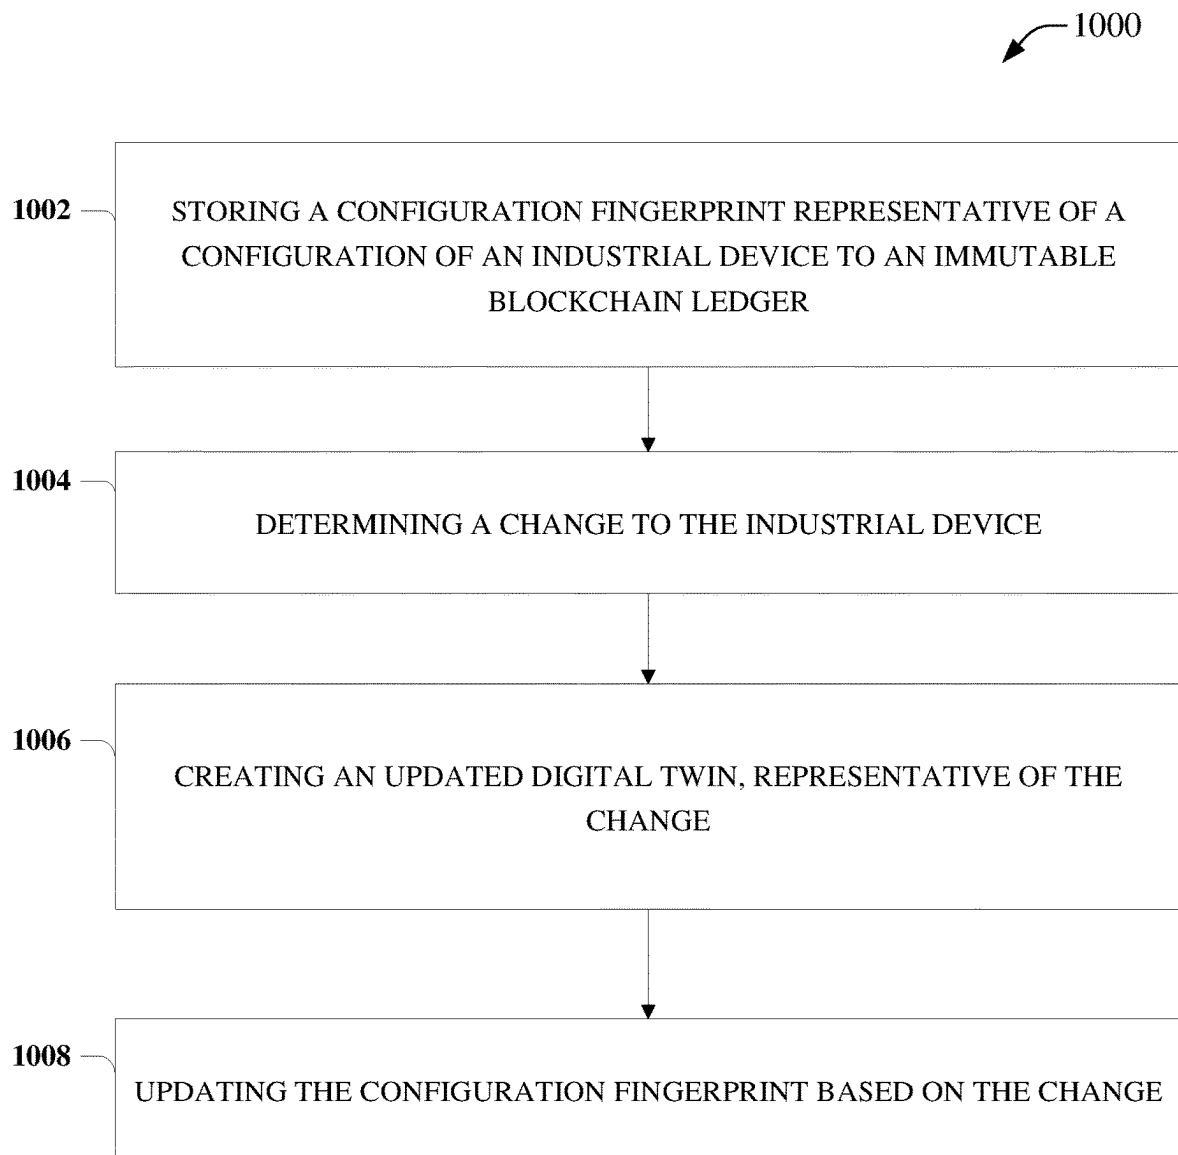 1000
1002
STORING A CONFIGURATION FINGERPRINT REPRESENTATIVE OF A
CONFIGURATION OF AN INDUSTRIAL DEVICE TO AN IMMUTABLE
BLOCKCHAIN LEDGER
1004
DETERMINING A CHANGE TO THE INDUSTRIAL DEVICE
1006
CREATING AN UPDATED DIGITAL TWIN, REPRESENTATIVE OF THE
CHANGE
1008
UPDATING THE CONFIGURATION FINGERPRINT BASED ON THE CHANGE